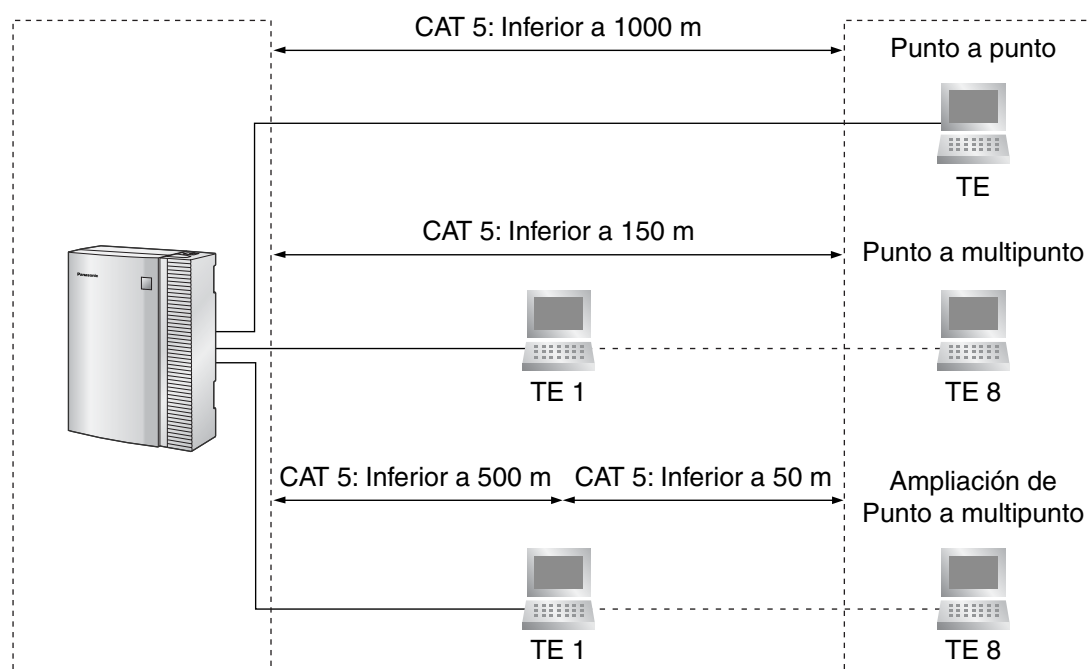 CAT 5: Inferior a 1000 m
Punto a punto
TE
CAT 5: Inferior a 150 m
Punto a multipunto
Panasonic
TE 1
TE 8
CAT 5: Inferior a 500 m
CAT 5: Inferior a 50 m
Ampliación de
Punto a multipunto
TE 1
TE 8